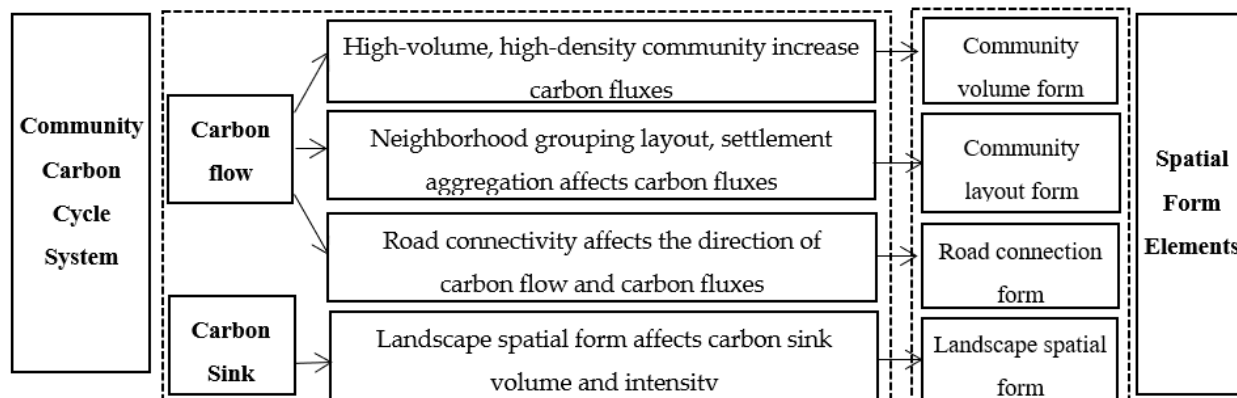 Community
Carbon
Cycle
System
Carbon
flow
Carbon
Sink
High-volume, high-density community increase
carbon fluxes
Neighborhood grouping layout, settlement
aggregation affects carbon fluxes
Road connectivity affects the direction of
carbon flow and carbon fluxes
Landscape spatial form affects carbon sink
volume and intensity
Community
volume form
Community
layout form
Road connection
form
Landscape spatial
form
Spatial
Form
Elements